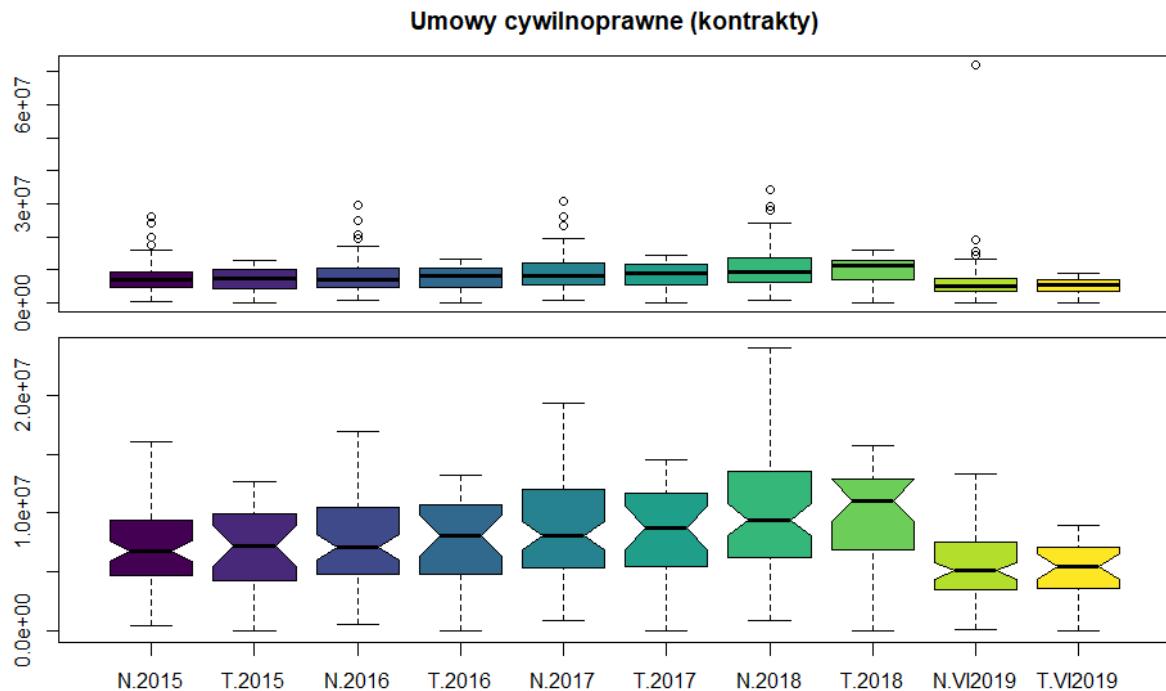 Umowy cywilnoprawne (kontrakty)
6e+07
3e+07
0e+00
2.0e+07
1.0e+07
0.0e+00
N.2015 T.2015 N.2016 T.2016 N.2017 T.2017 N.2018 T.2018 N.VI2019 T.VI2019